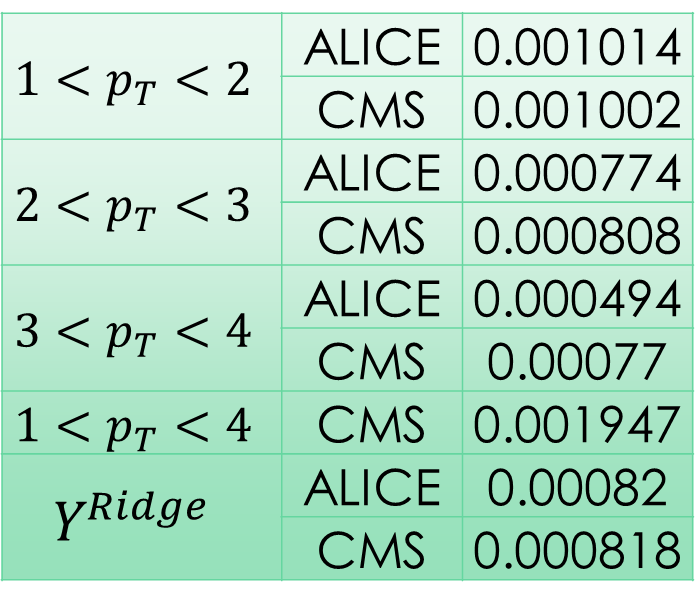 1 < p_T < 2 ALICE 0.001014
CMS 0.001002
2 < p_T < 3 ALICE 0.000774
CMS 0.000808
3 < p_T < 4 ALICE 0.000494
CMS 0.00077
1 < p_T < 4 CMS 0.001947
Y^{Ridge} ALICE 0.00082
CMS 0.000818